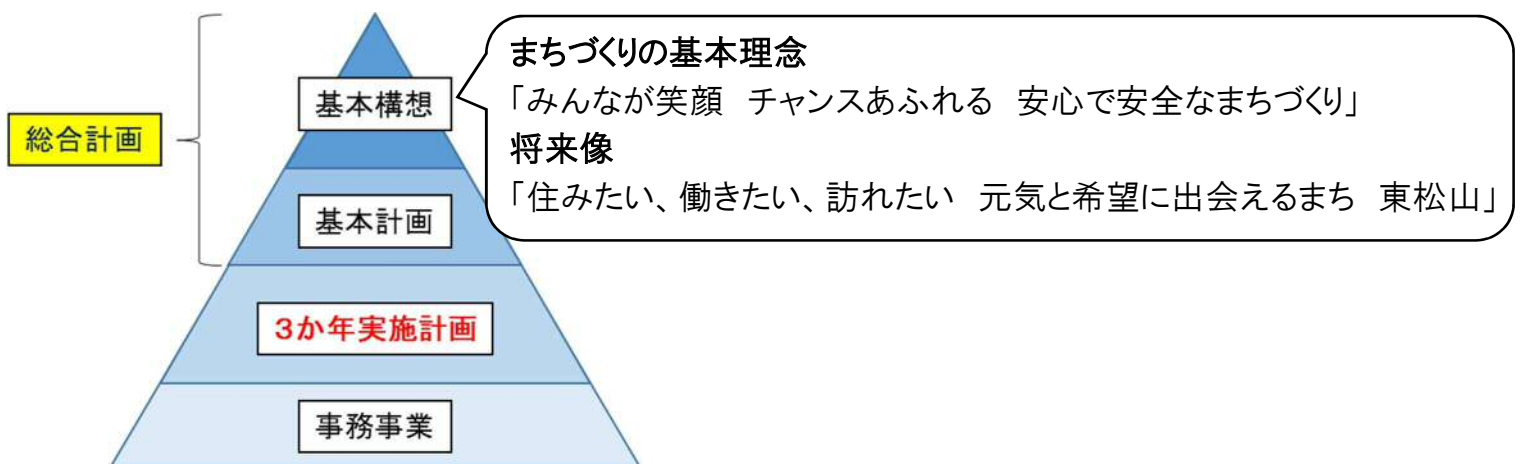 まちづくりの基本理念
「みんなが笑顔　チャンスあふれる　安心で安全なまちづくり」
将来像
「住みたい、働きたい、訪れたい　元気と希望に出会えるまち　東松山」
基本構想
総合計画
基本計画
３か年実施計画
事務事業